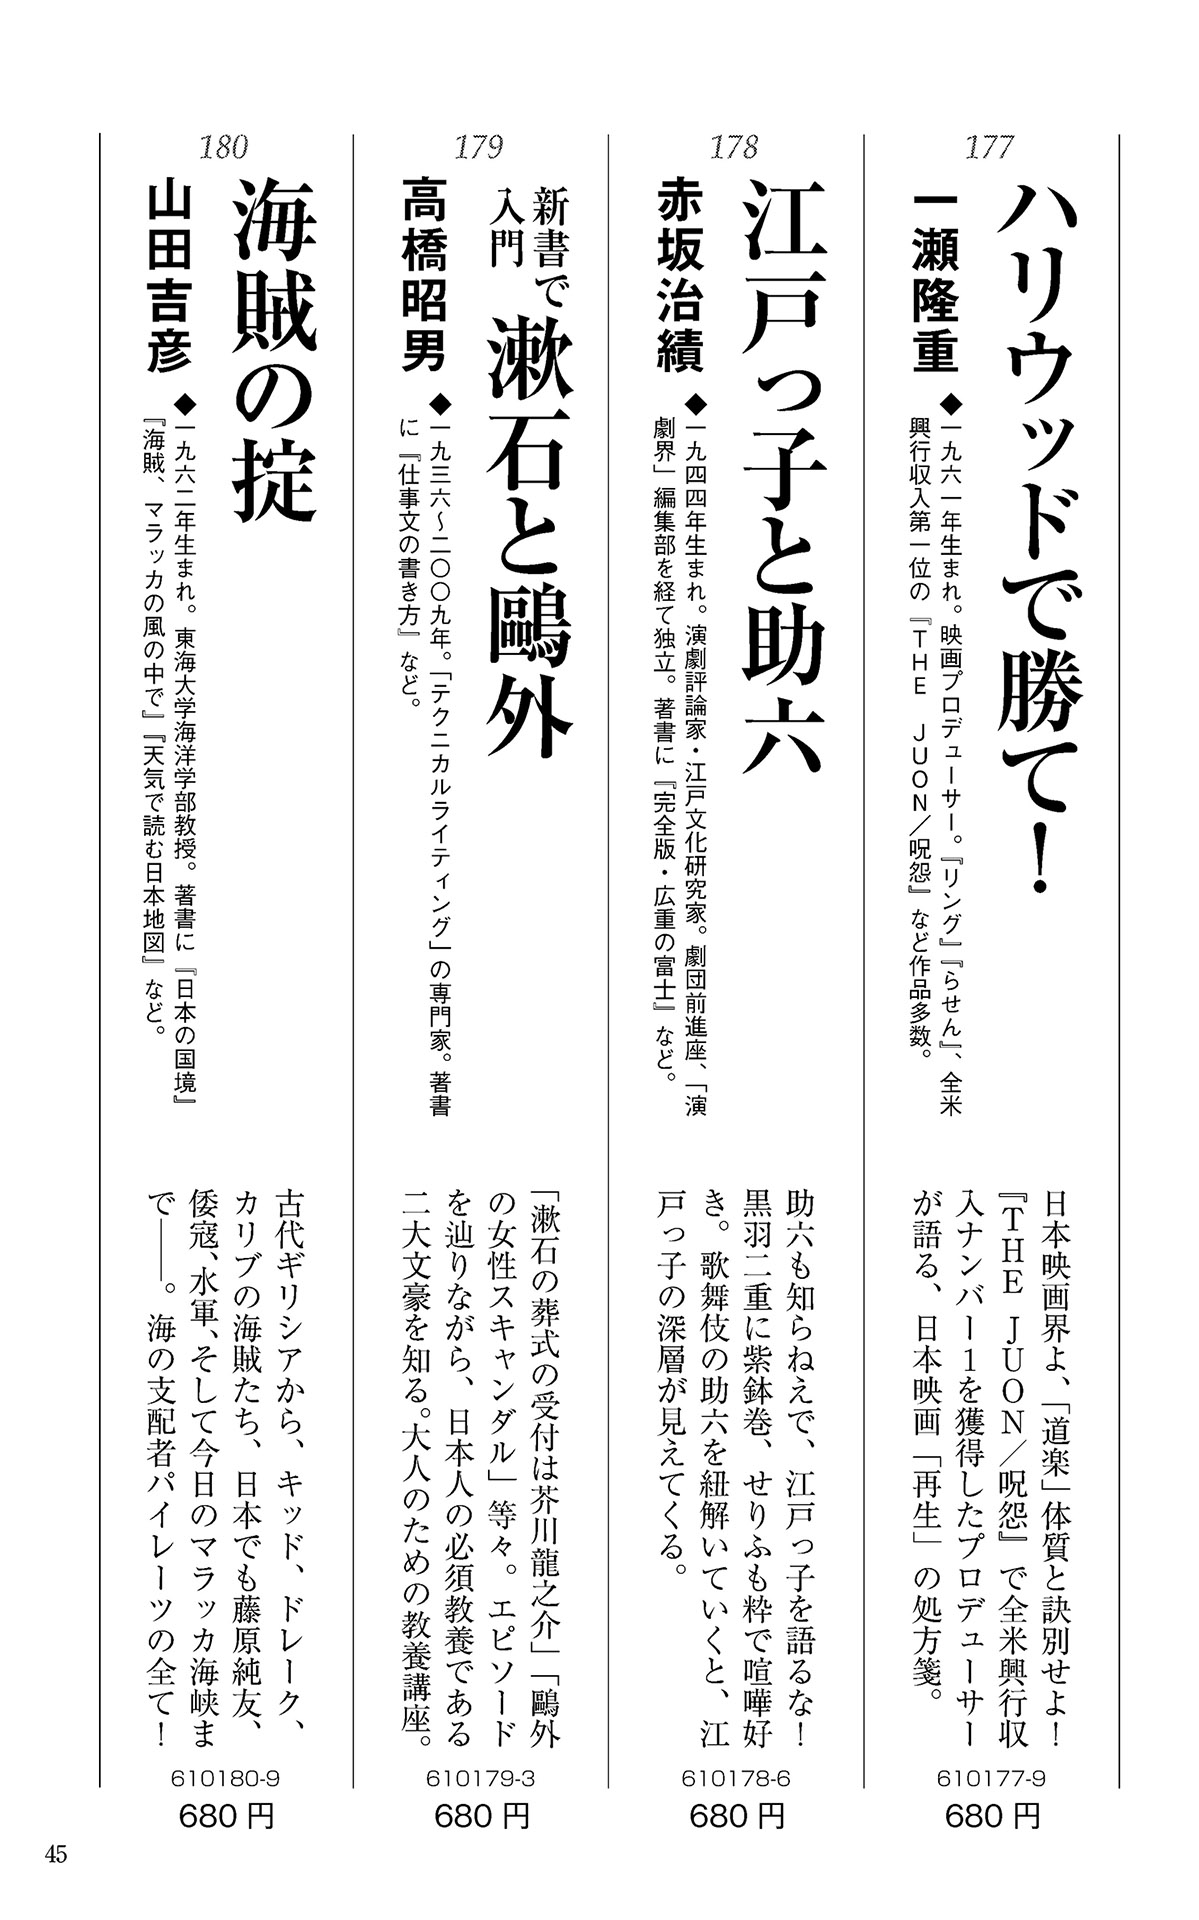 177
ハリウッドで勝て！
一瀬隆重
◆一九六一年生まれ。映画プロデューサー。『リング』『らせん』、全米
興行収入第一位の『THE JUON／呪怨』など作品多数。
日本映画界よ、「道楽」体質と訣別せよ！
『THE JUON／呪怨』で全米興行収
入ナンバー1を獲得したプロデューサー
が語る、日本映画「再生」の処方箋。
610177-9
680円
178
江戸っ子と助六
赤坂治績
◆一九四四年生まれ。演劇評論家・江戸文化研究家。劇団前進座、「演
劇界」編集部を経て独立。著書に『完全版・広重の富士』など。
助六も知らねえで、江戸っ子を語るな！
黒羽二重に紫鉢巻、せりふも粋で喧嘩好
き。歌舞伎の助六を紐解いていくと、江
戸っ子の深層が見えてくる。
610178-6
680円
179
新書で
入門
漱石と鷗外
高橋昭男
◆一九三六〜二〇〇九年。「テクニカルライティング」の専門家。著書
に『仕事文の書き方』など。
「漱石の葬式の受付は芥川龍之介」「鷗外
の女性スキャンダル」等々。エピソード
を辿りながら、日本人の必須教養である
二大文豪を知る。大人のための教養講座。
610179-3
680円
180
海賊の掟
山田吉彦
◆一九六二年生まれ。東海大学海洋学部教授。著書に『日本の国境』
『海賊、マラッカの風の中で』『天気で読む日本地図』など。
古代ギリシアから、キッド、ドレーク、
カリブの海賊たち、日本でも藤原純友、
倭寇、水軍、そして今日のマラッカ海峡ま
で――。海の支配者パイレーツの全て！
610180-9
680円
45